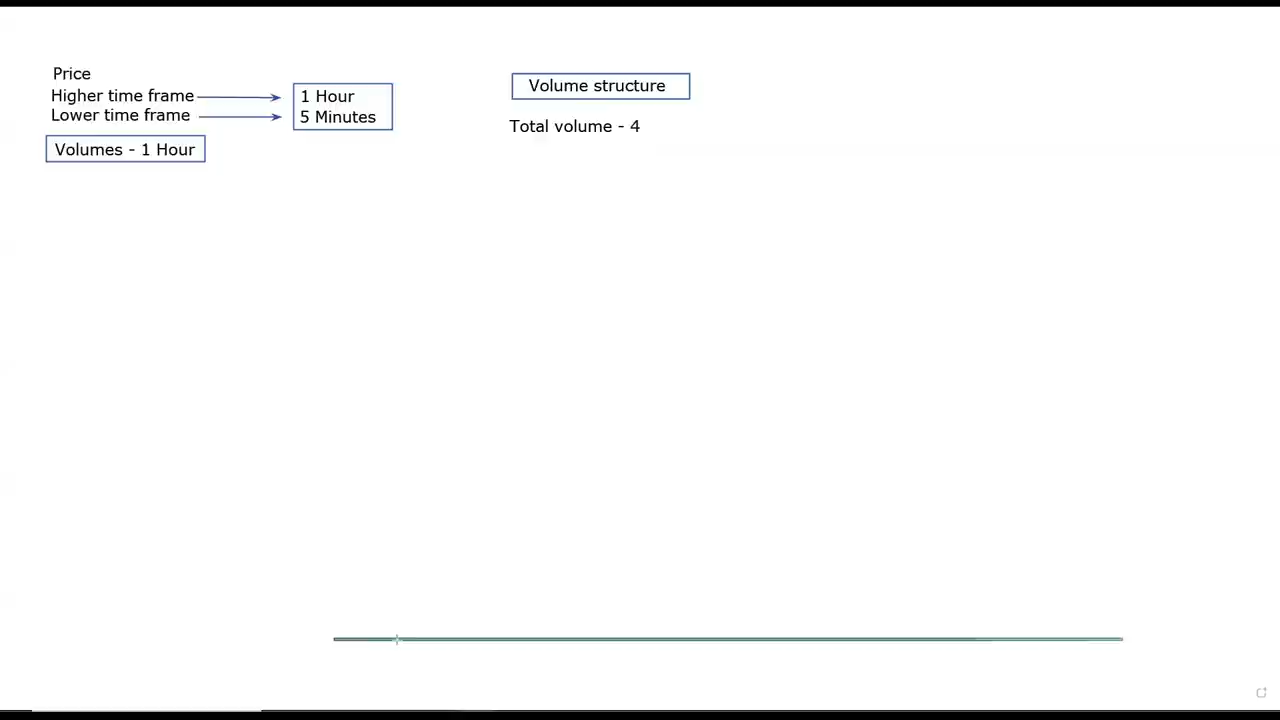 Price
Higher time frame
1 Hour
Lower time frame
5 Minutes
Volumes - 1 Hour
Volume structure
Total volume - 4